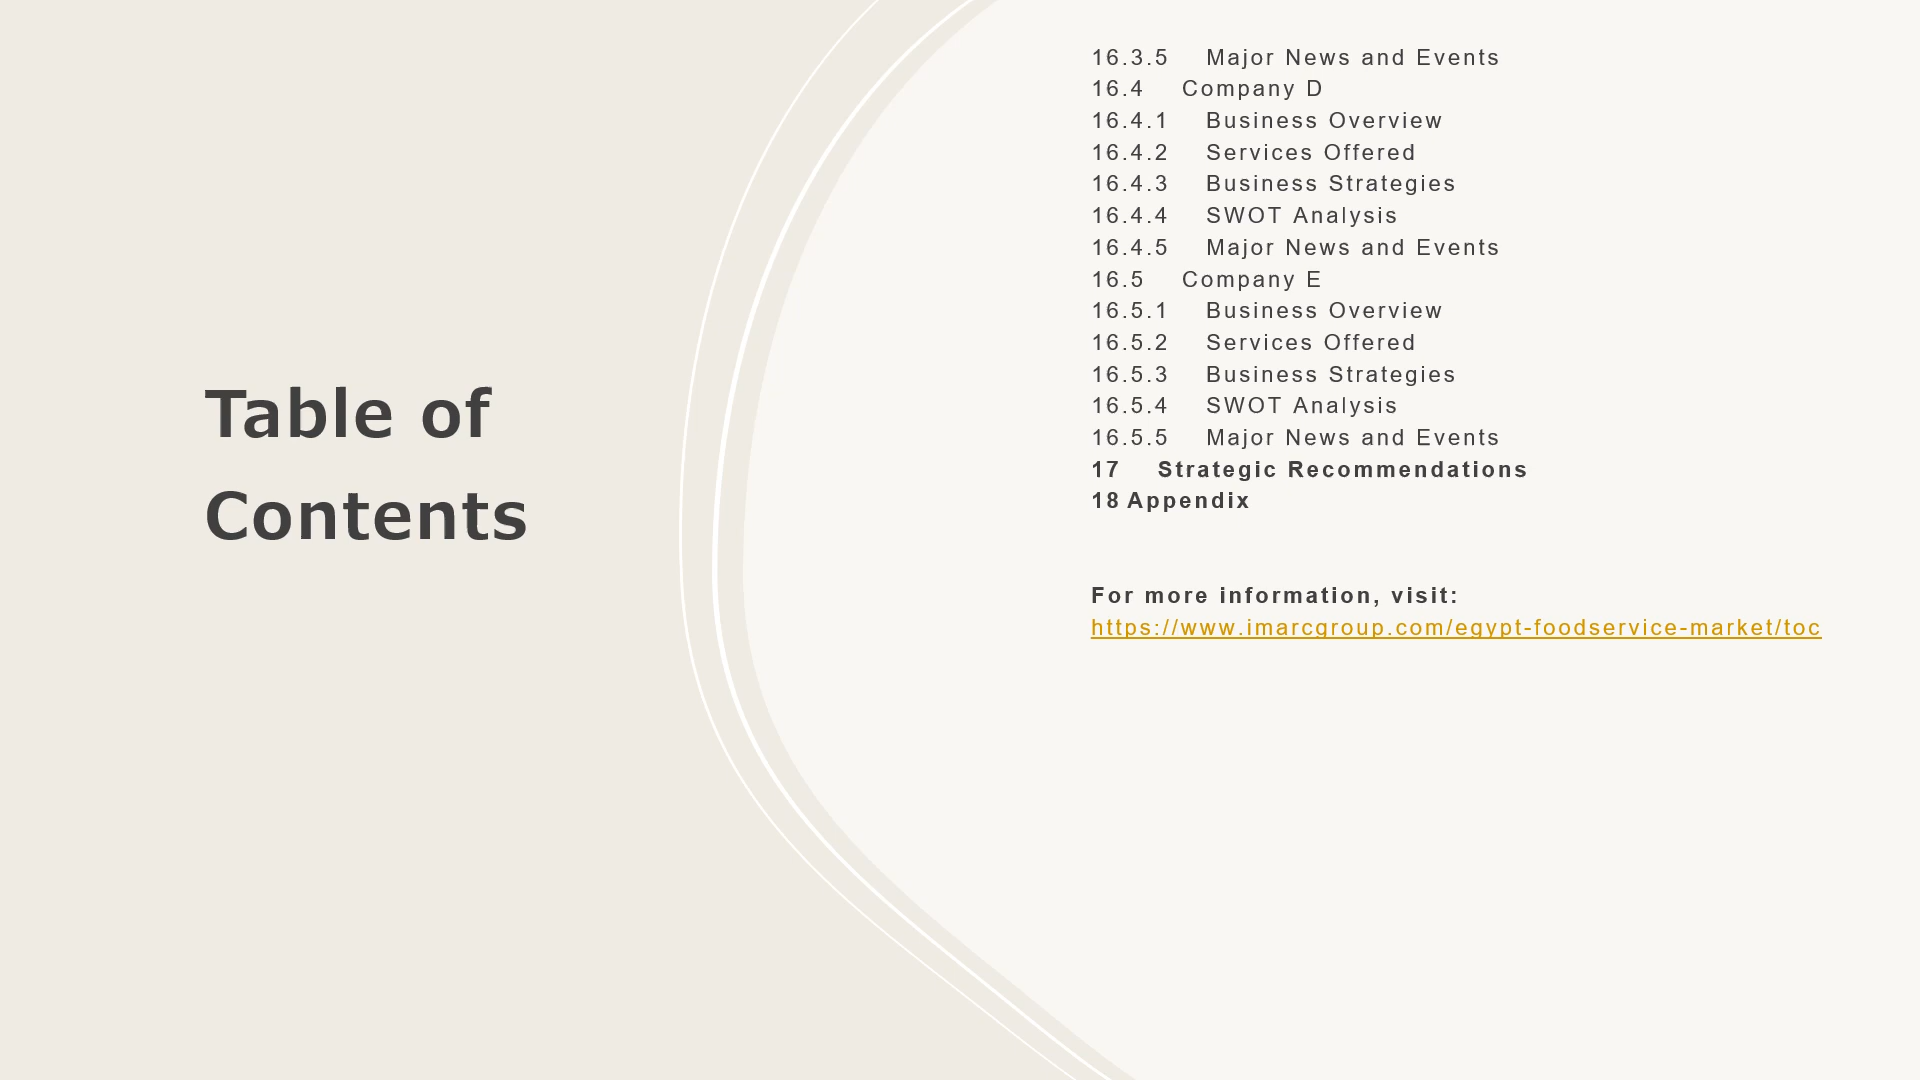 Table of
Contents
16.3.5 Major News and Events
16.4 Company D
16.4.1 Business Overview
16.4.2 Services Offered
16.4.3 Business Strategies
16.4.4 SWOT Analysis
16.4.5 Major News and Events
16.5 Company E
16.5.1 Business Overview
16.5.2 Services Offered
16.5.3 Business Strategies
16.5.4 SWOT Analysis
16.5.5 Major News and Events
17 Strategic Recommendations
18 Appendix
For more information, visit:
https://www.imarcgroup.com/egypt-foodservice-market/toc